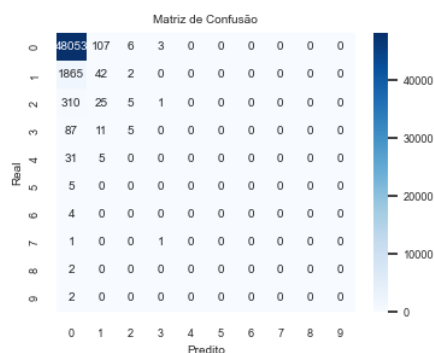 Matriz de Confusão
0 48053 107 6 3 0 0 0 0 0 0
1 1865 42 2 0 0 0 0 0 0 0
2 310 25 5 1 0 0 0 0 0 0
3 87 11 5 0 0 0 0 0 0 0
4 31 5 0 0 0 0 0 0 0 0
5 5 0 0 0 0 0 0 0 0 0
6 4 0 0 0 0 0 0 0 0 0
7 1 0 0 1 0 0 0 0 0 0
8 2 0 0 0 0 0 0 0 0 0
9 2 0 0 0 0 0 0 0 0 0
0 1 2 3 4 5 6 7 8 9
Predito
Real
40000
30000
20000
10000
0